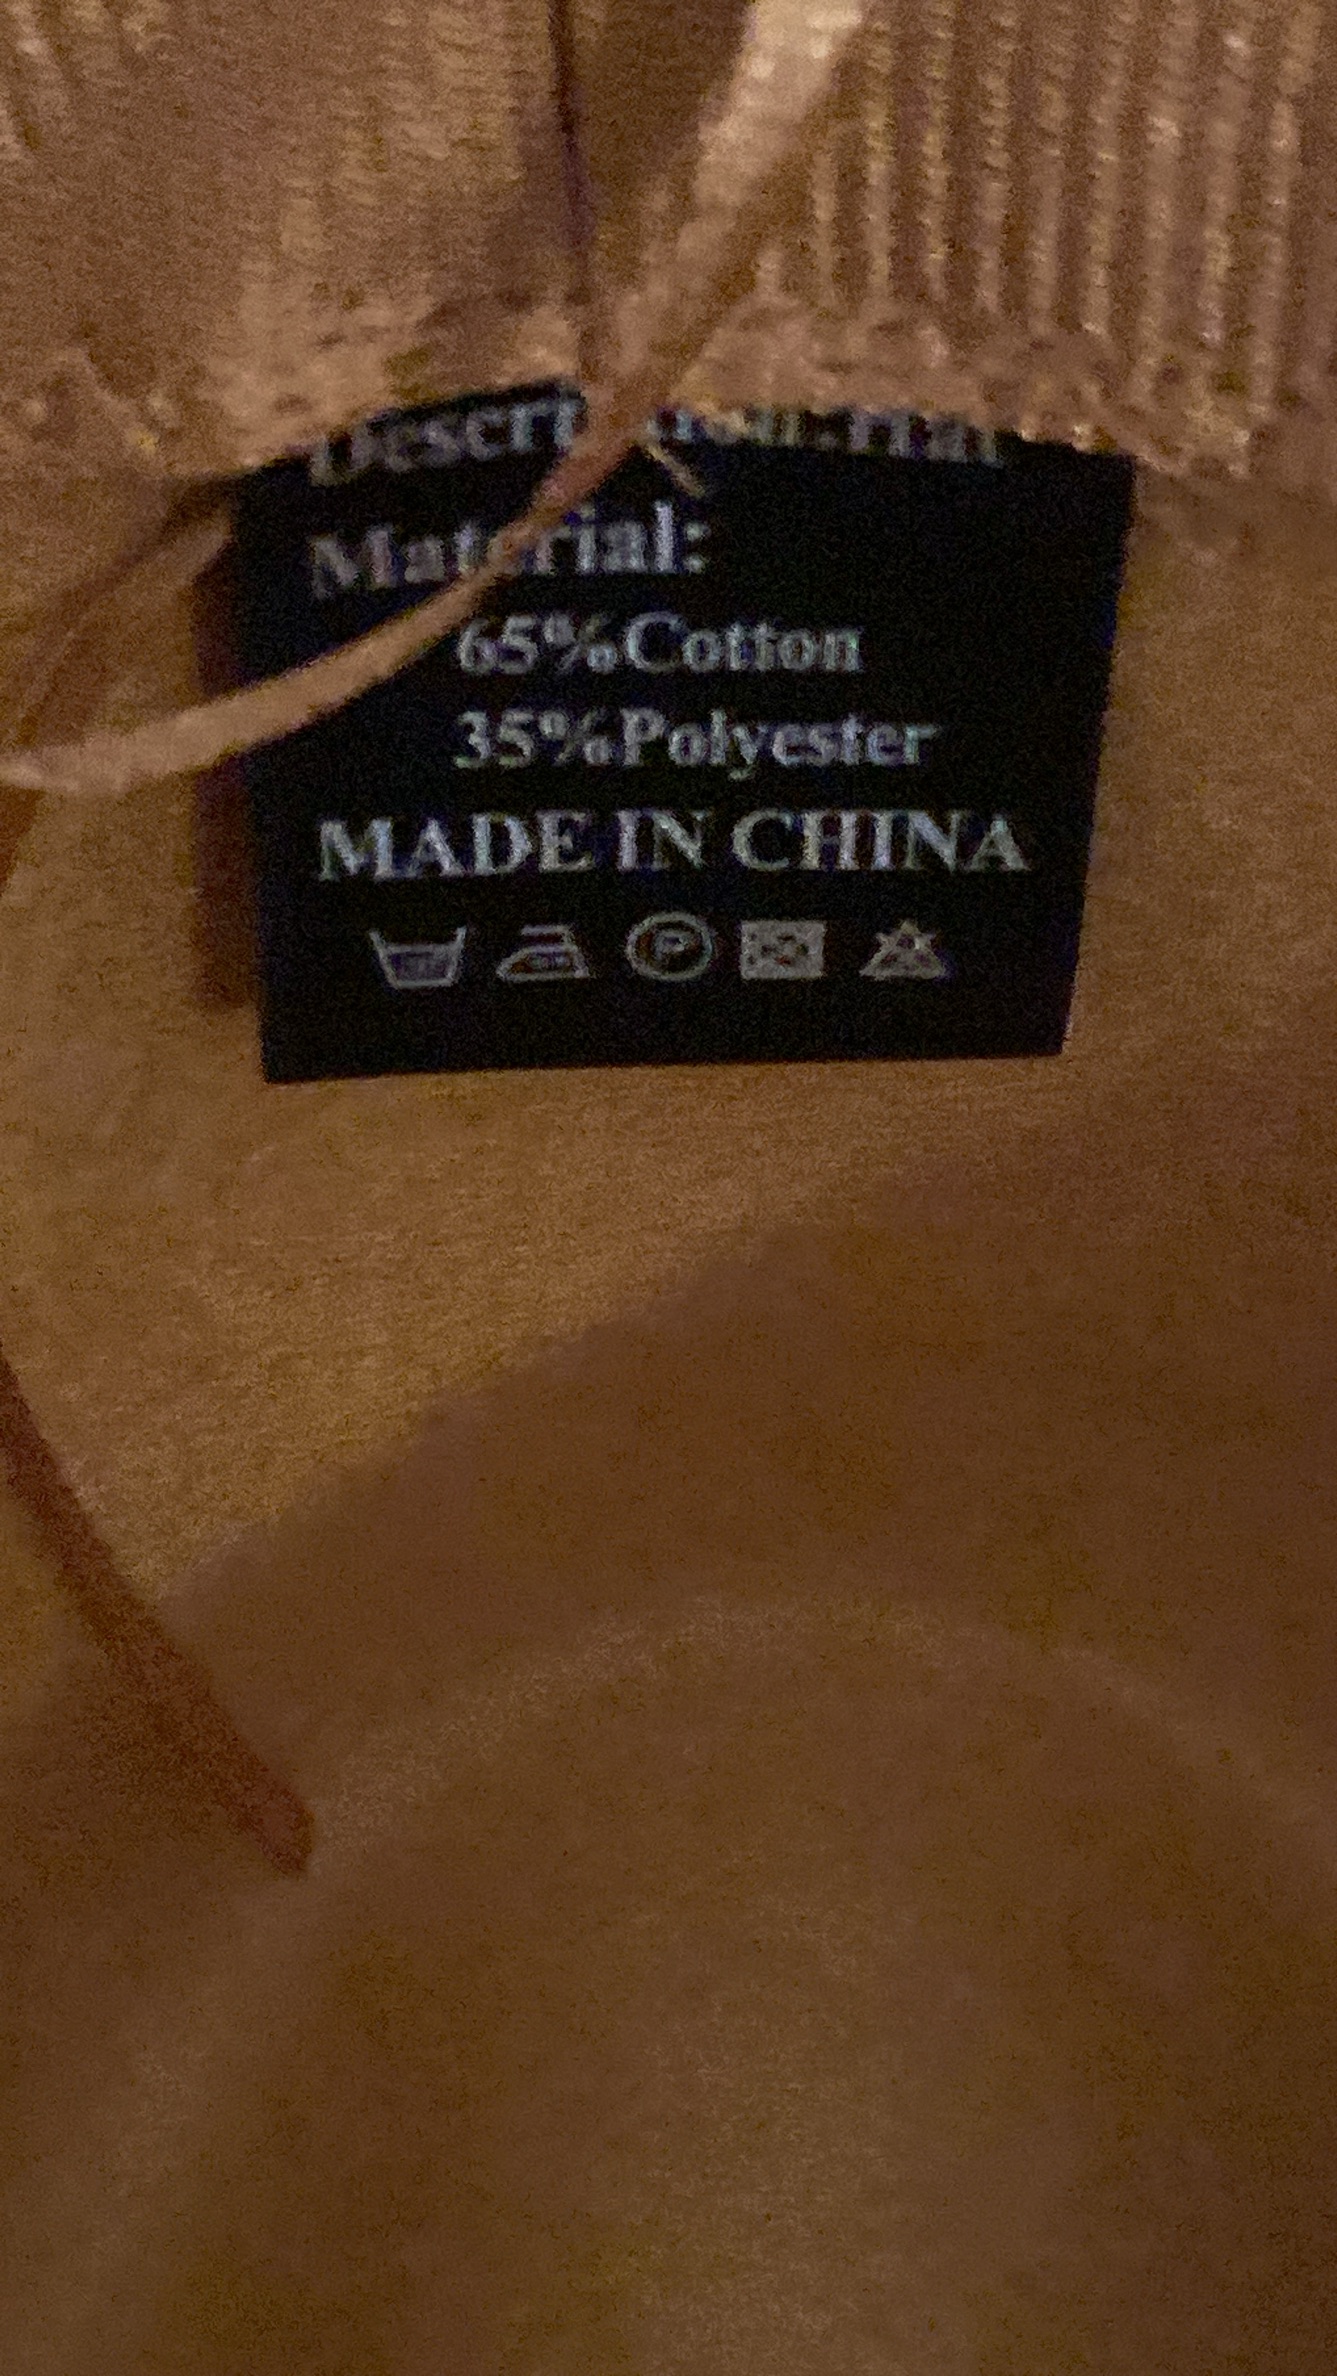 Material:
65%Cotton
35%Polyester
MADE IN CHINA
P